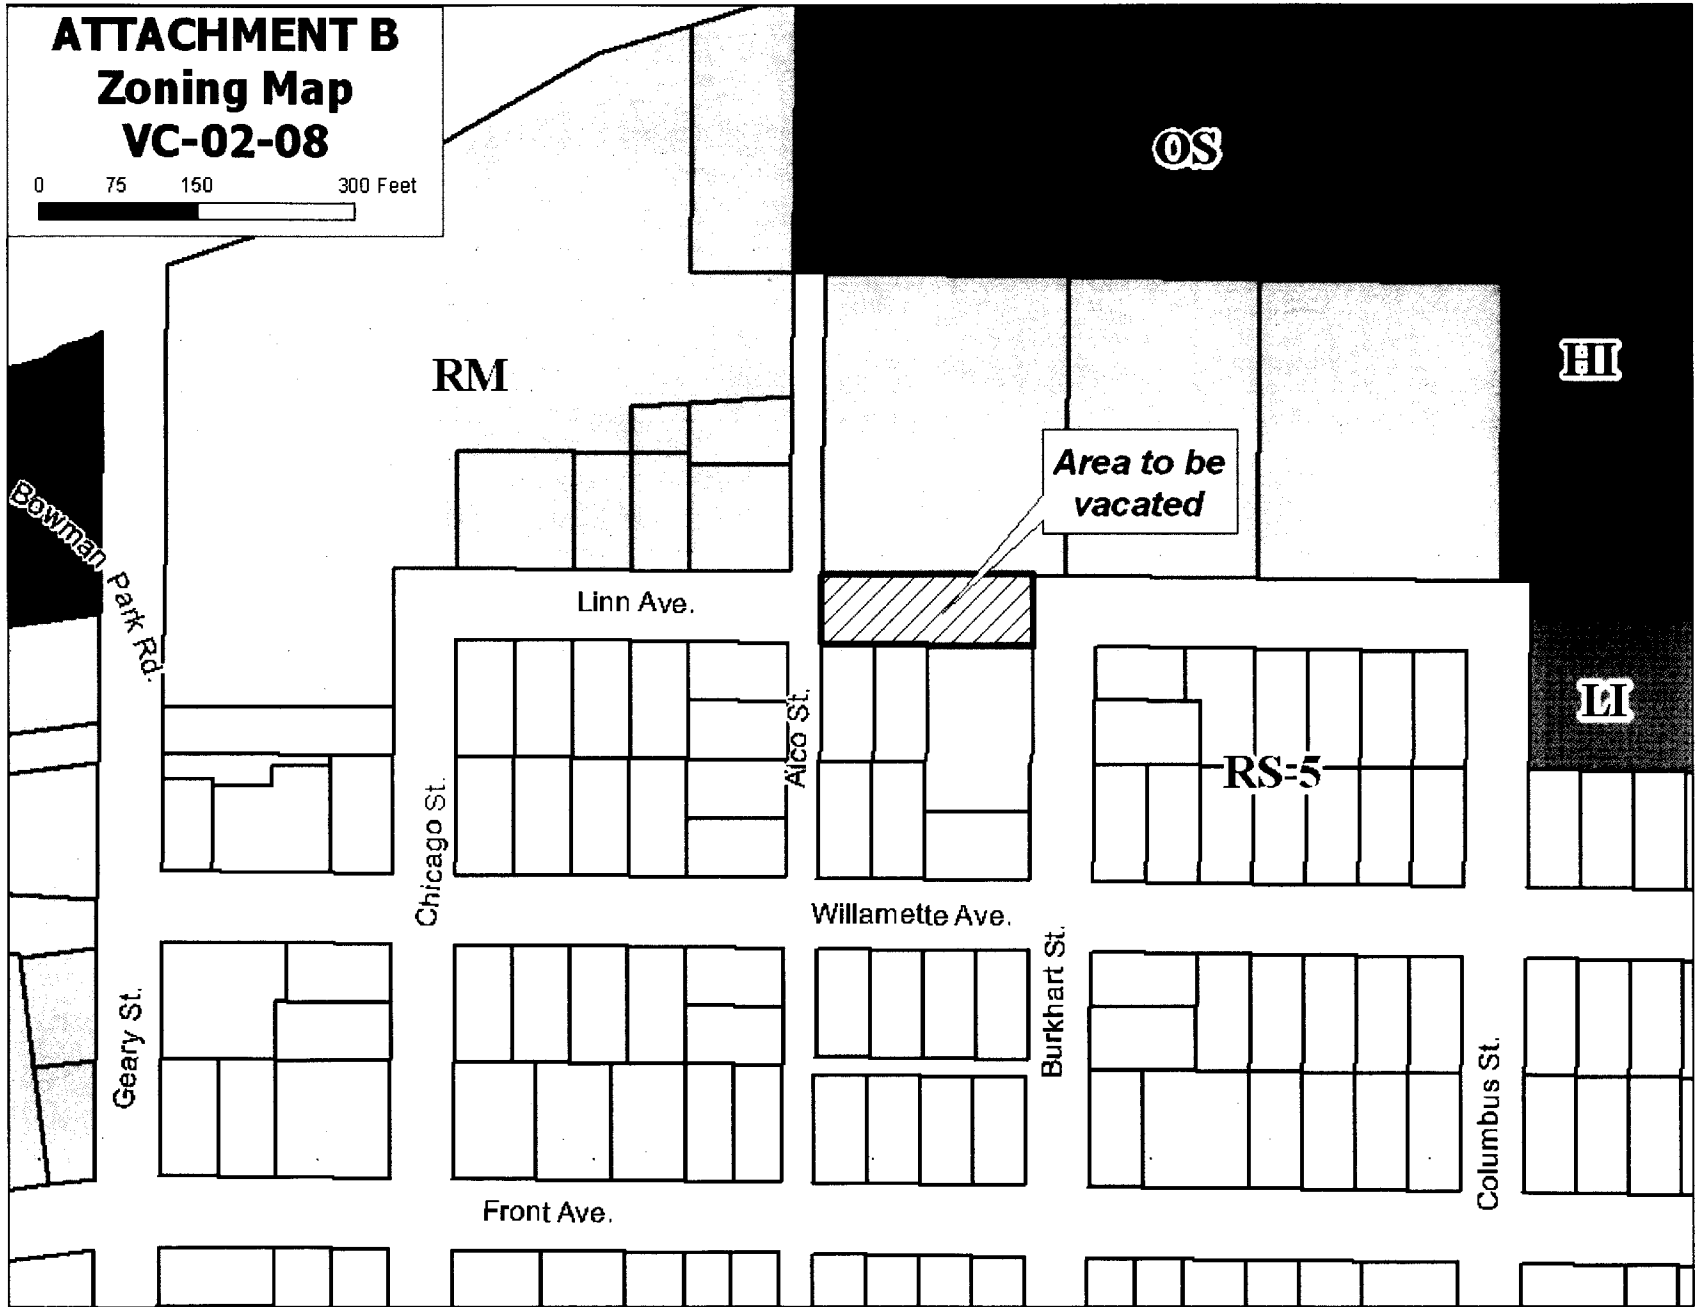 ATTACHMENT B
Zoning Map
VC-02-08
0 75 150 300 Feet
OS
HI
RM
Area to be
vacated
Bowman Park Rd.
Linn Ave.
Alco St.
LI
RS-5
Chicago St.
Willamette Ave.
Burkhart St.
Geary St.
Columbus St.
Front Ave.